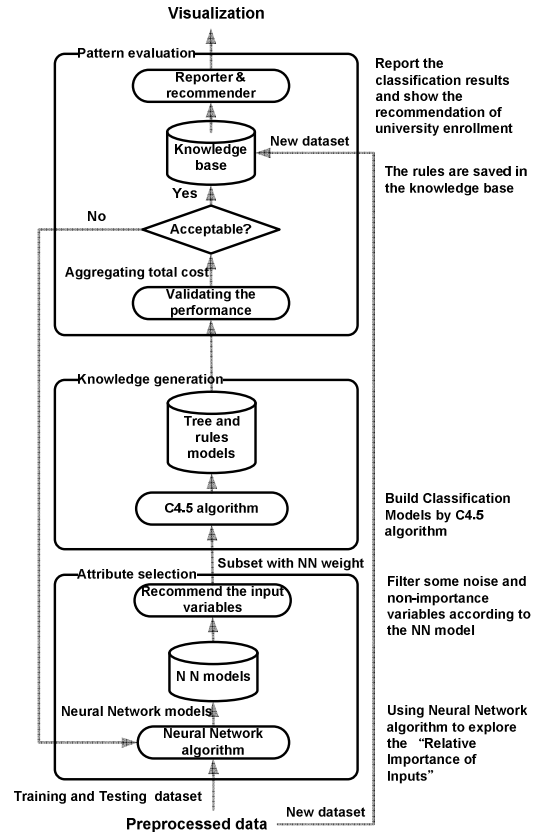 Visualization
Pattern evaluation
Reporter &
recommender
Report the
classification results
and show the
recommendation of
university enrollment
New dataset
Knowledge
base
The rules are saved in
the knowledge base
Yes
No
Acceptable?
Aggregating total cost
Validating the
performance
Knowledge generation
Tree and
rules
models
C4.5 algorithm
Build Classification
Models by C4.5
algorithm
Subset with NN weight
Attribute selection
Recommend the input
variables
Filter some noise and
non-importance
variables according to
the NN model
N N models
Neural Network models
Neural Network
algorithm
Using Neural Network
algorithm to explore
the “Relative
Importance of
Inputs”
Training and Testing dataset
New dataset
Preprocessed data